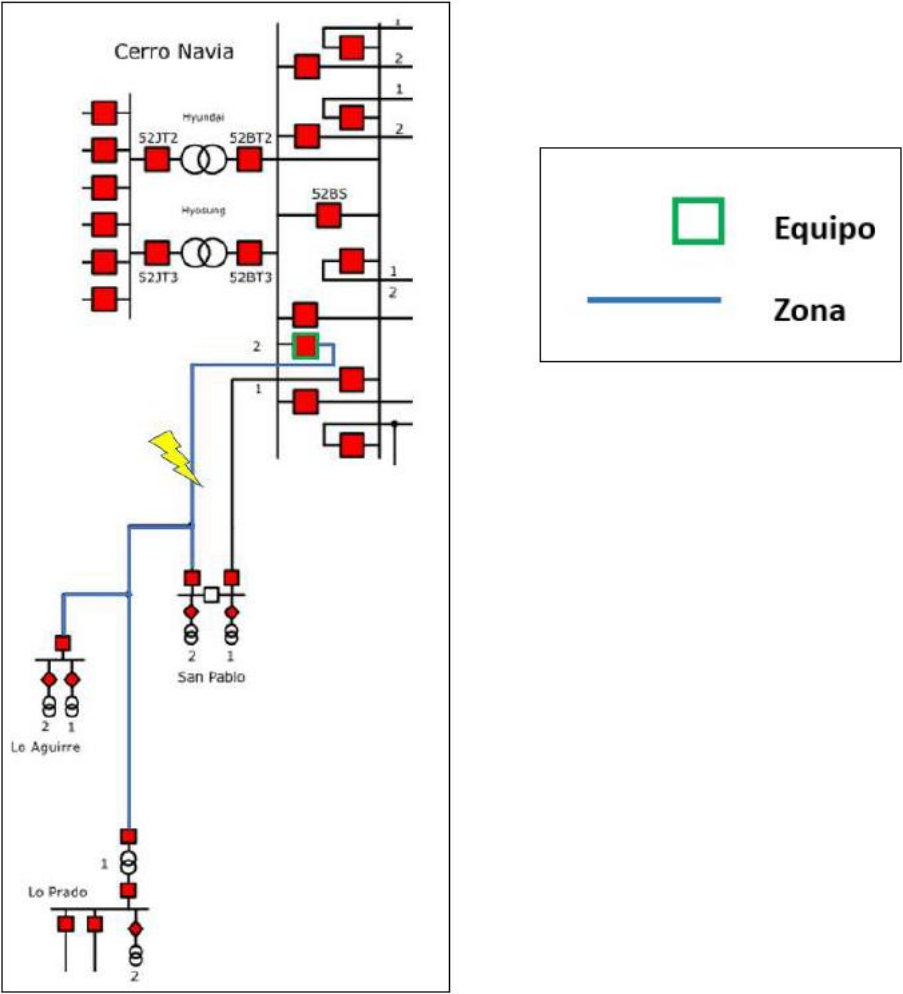 Cerro Navia
1
2
1
2
Hyundai
52JT2
52BT2
52BS
Hyosung
52JT3
52BT3
1
2
2
1
2
1
San Pablo
2
1
Lo Aguirre
1
Lo Prado
2
Equipo
Zona